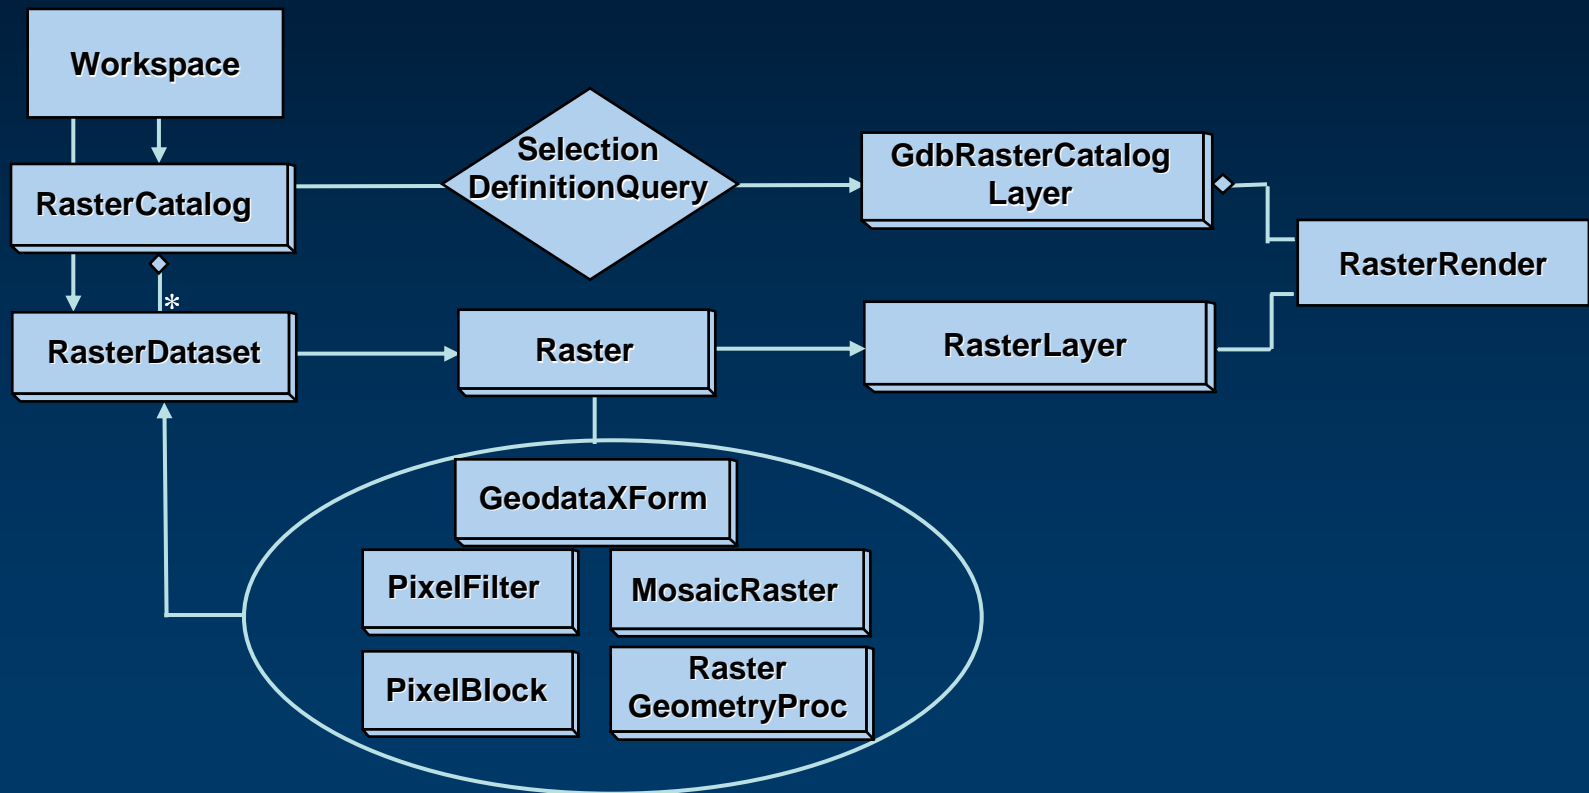 Workspace
Selection
DefinitionQuery
GdbRasterCatalog
Layer
RasterCatalog
RasterRender
*
RasterDataset
Raster
RasterLayer
GeodataXForm
PixelFilter
MosaicRaster
PixelBlock
Raster
GeometryProc